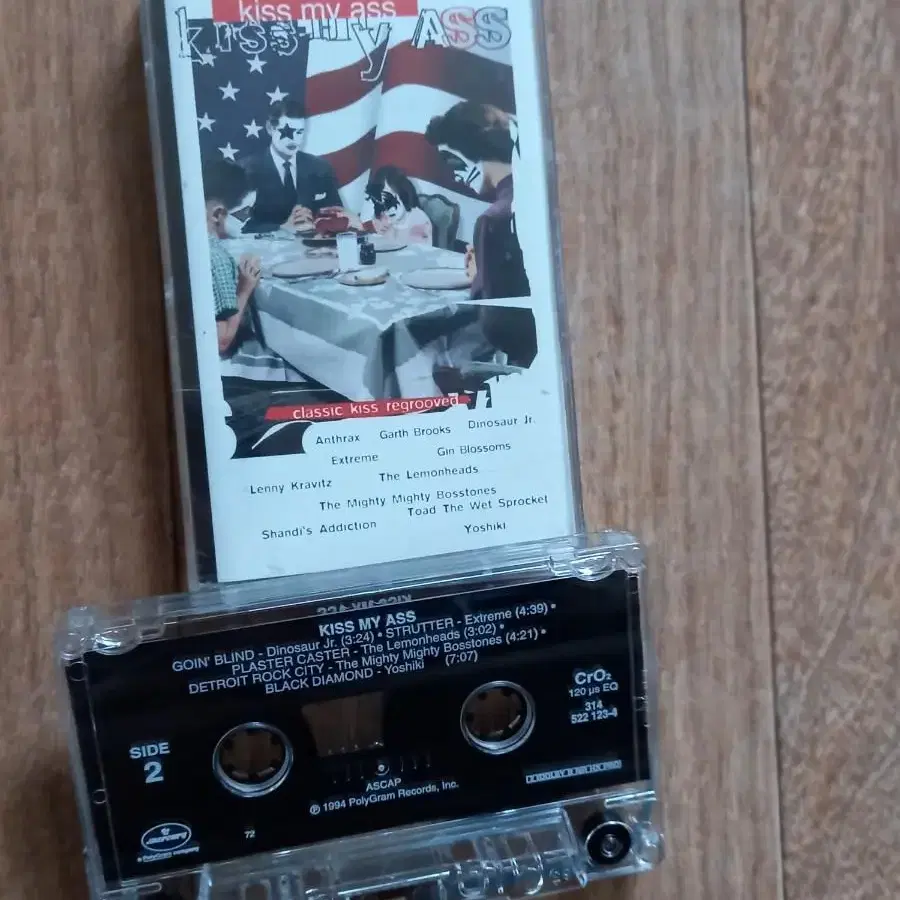 kiss my ass
kiss my ASS
classic kiss regrooved
Anthrax Garth Brooks Dinosaur Jr.
Extreme Gin Blossoms
Lenny Kravitz The Lemonheads
The Mighty Mighty Bosstones
Toad The Wet Sprocket
Shandi's Addiction Yoshiki
KISS MY ASS
GOIN' BLIND - Dinosaur Jr. (3:24) • STRUTTER - Extreme (4:39) •
PLASTER CASTER - The Lemonheads (3:02) •
DETROIT ROCK CITY - The Mighty Mighty Bosstones (4:21) •
BLACK DIAMOND - Yoshiki (7:07)
CrO₂
120 µs EQ
314
522 123-4
SIDE
2
ASCAP
℗ 1994 PolyGram Records, Inc.
mercury
a PolyGram company
72